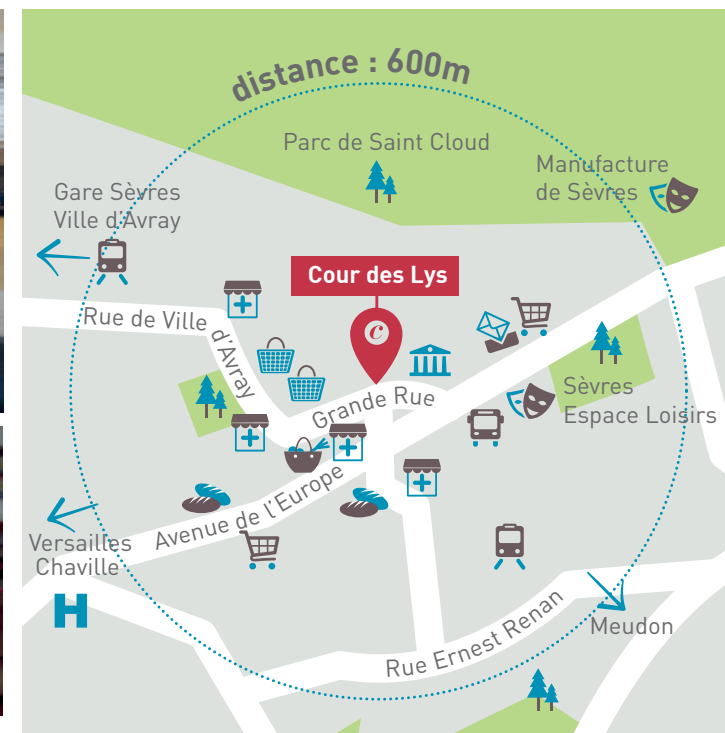 distance : 600m
Parc de Saint Cloud
Manufacture
de Sèvres
Gare Sèvres
Ville d'Avray
Cour des Lys
c
Rue de Ville d'Avray
Grande Rue
Sèvres
Espace Loisirs
Avenue de l'Europe
Versailles
Chaville
H
Meudon
Rue Ernest Renan